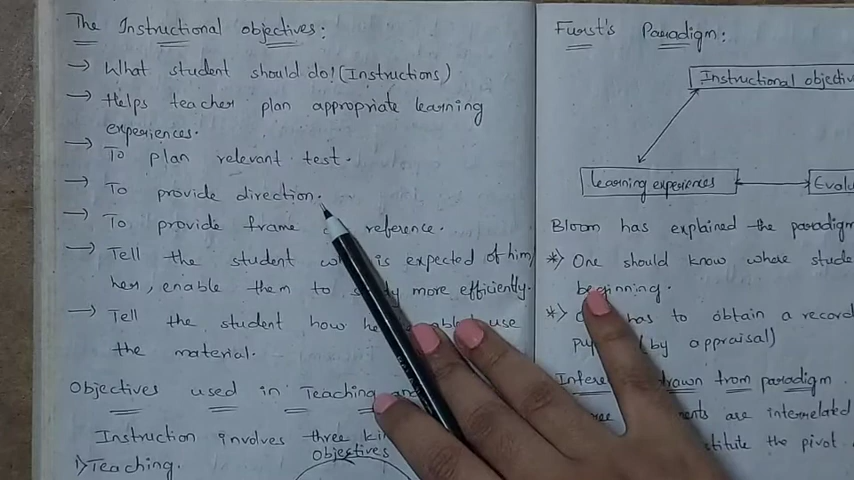 The Instructional objectives:
→ What student should do! (Instructions)
→ Helps teacher plan appropriate learning
experiences.
→ To plan relevant test.
→ To provide direction.
→ To provide frame reference.
→ Tell the student is expected of him/
her, enable them to study more efficiently.
→ Tell the student how he use
the material.
Objectives used in Teaching and
Instruction involves three
Objectives
i) Teaching.
Furst's Paradigm:
Instructional objectiv
Learning experiences
Evalu
Bloom has explained the paradigm
*) One should know where stude
beginning.
*) has to obtain a record
(by appraisal)
drawn from paradigm.
are interrelated
the pivot